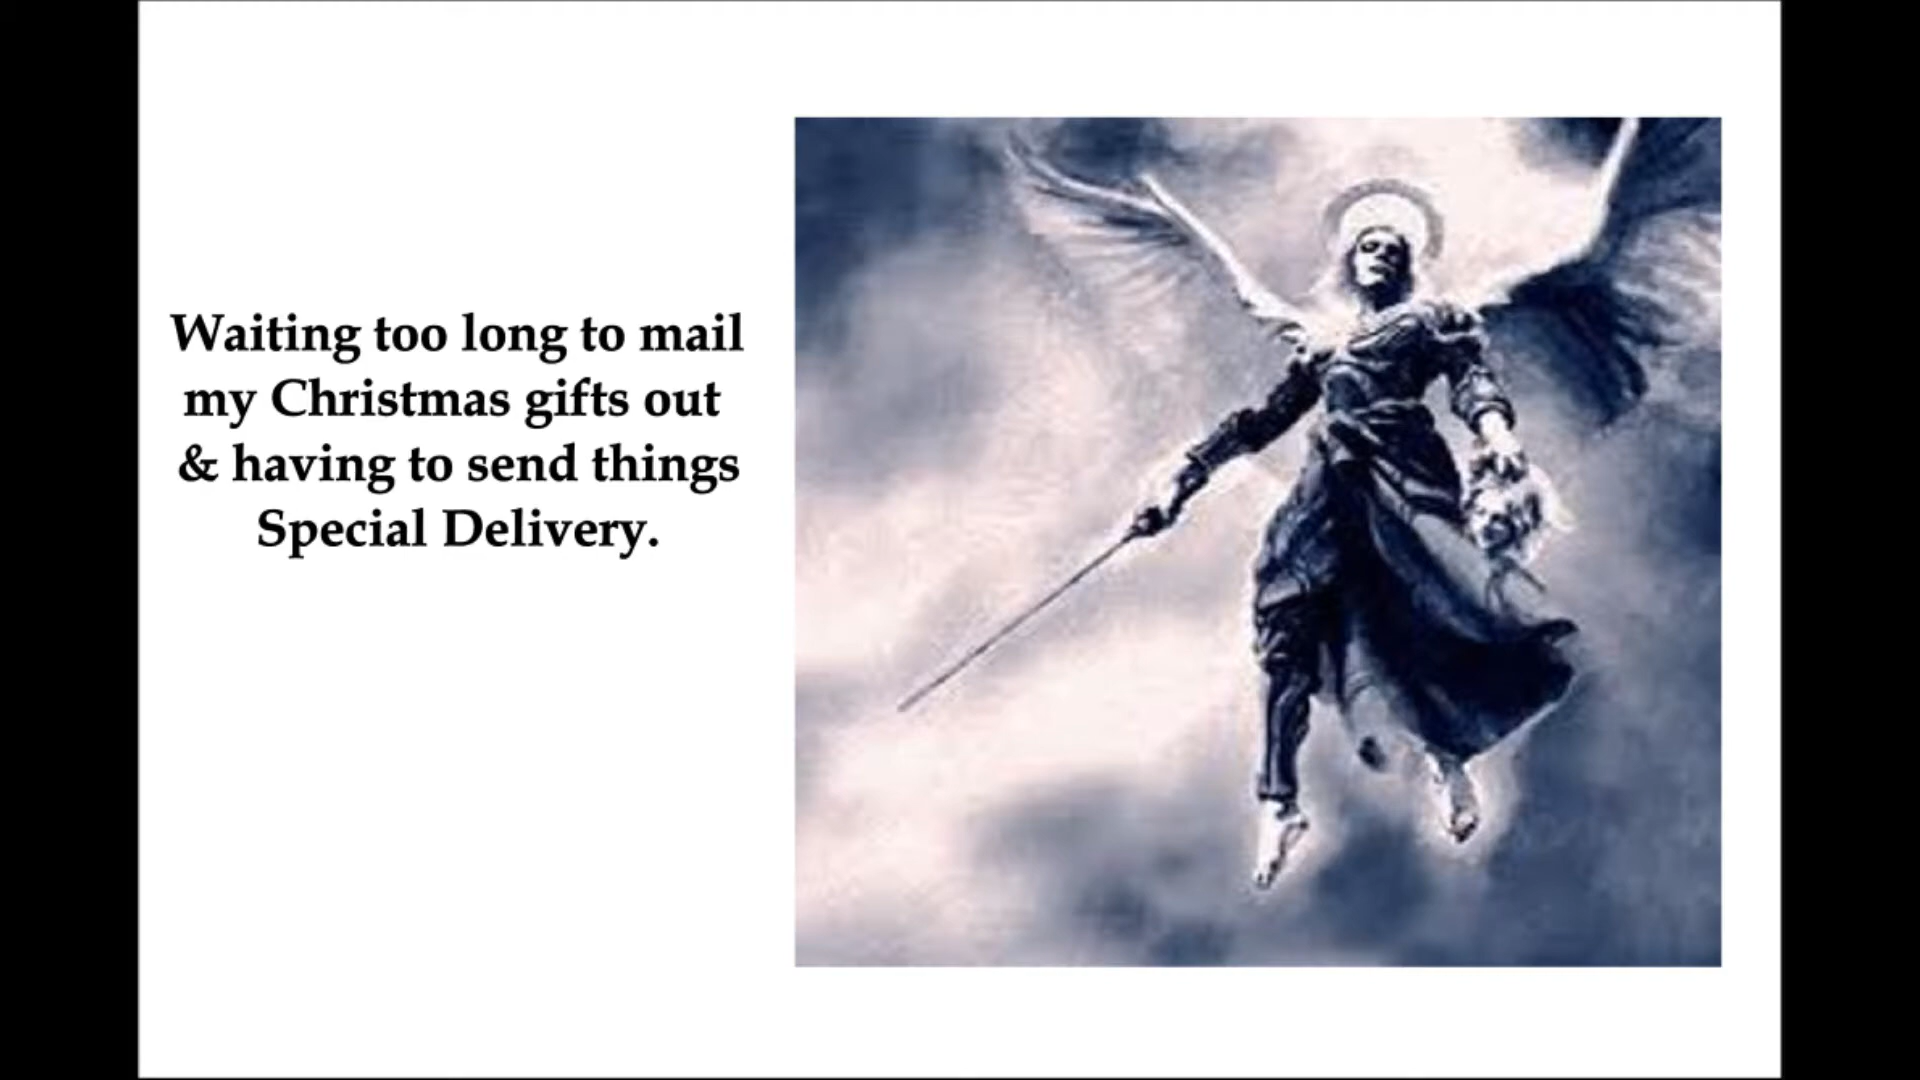 Waiting too long to mail
my Christmas gifts out
& having to send things
Special Delivery.